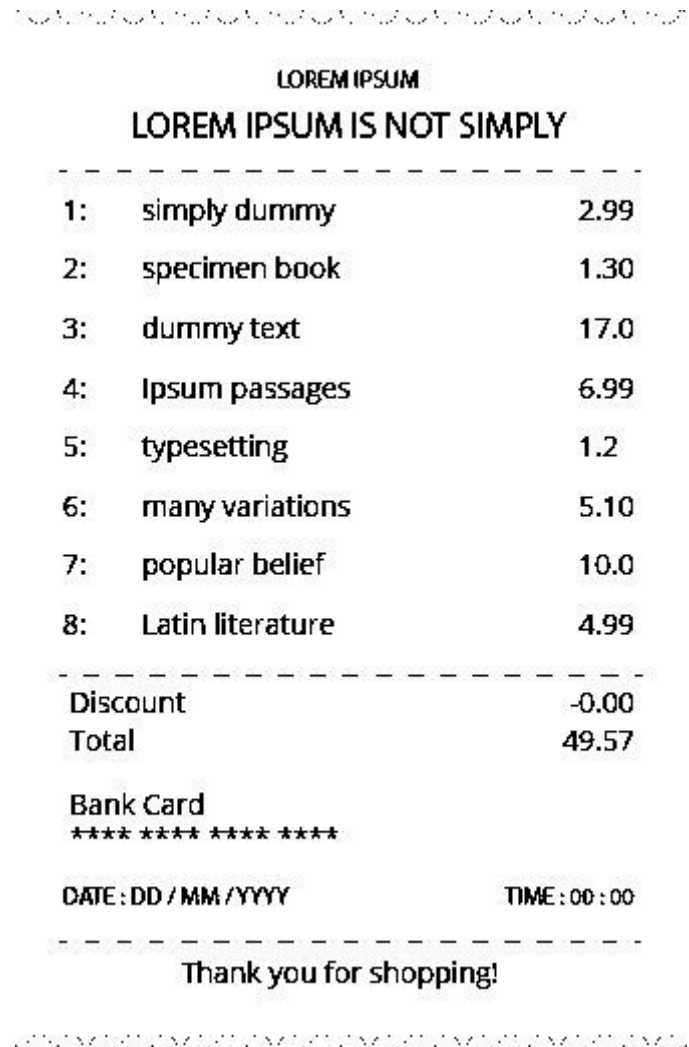 LOREM IPSUM
LOREM IPSUM IS NOT SIMPLY
1: simply dummy 2.99
2: specimen book 1.30
3: dummy text 17.0
4: Ipsum passages 6.99
5: typesetting 1.2
6: many variations 5.10
7: popular belief 10.0
8: Latin literature 4.99
Discount -0.00
Total 49.57
Bank Card
**** **** **** ****
DATE : DD / MM / YYYY TIME : 00 : 00
Thank you for shopping!